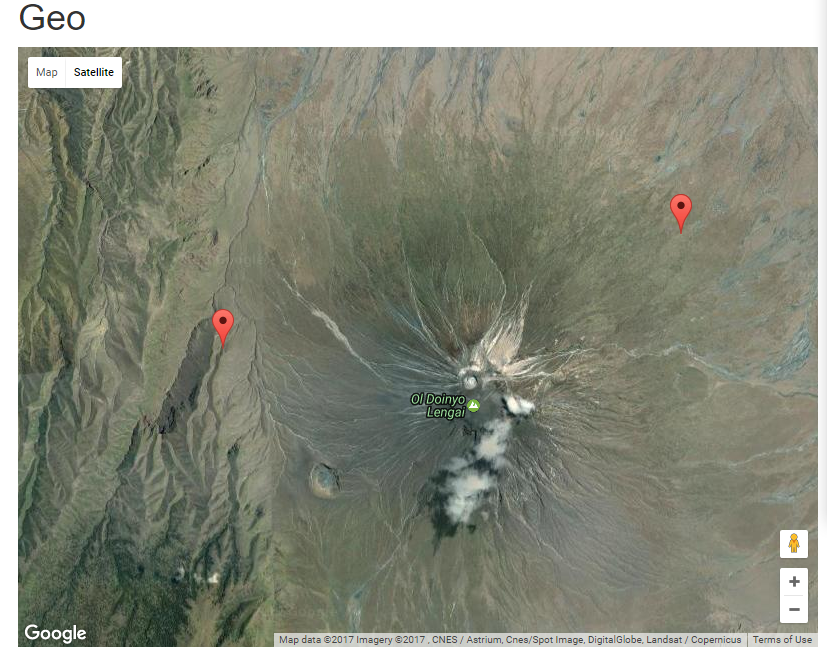 Geo
Map Satellite
Ol Doinyo
Lengai
Google
Map data ©2017 Imagery ©2017 , CNES / Astrium, Cnes/Spot Image, DigitalGlobe, Landsat / Copernicus
Terms of Use